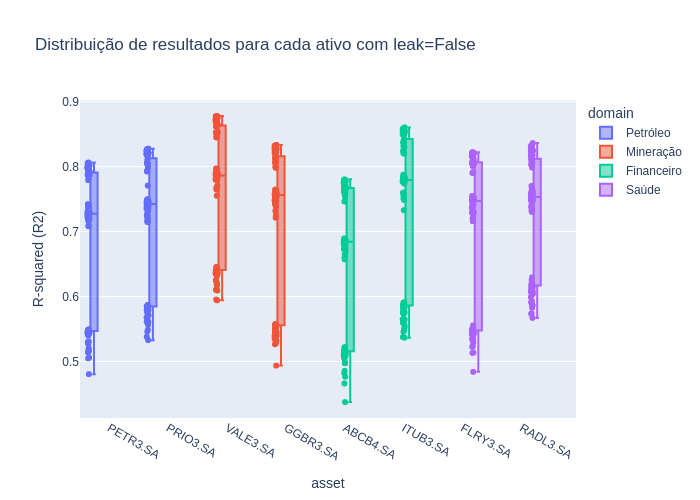 Distribuição de resultados para cada ativo com leak=False
domain
Petróleo
Mineração
Financeiro
Saúde
R-squared (R2)
0.9
0.8
0.7
0.6
0.5
PETR3.SA
PRIO3.SA
VALE3.SA
GGBR3.SA
ABCB4.SA
ITUB3.SA
FLRY3.SA
RADL3.SA
asset